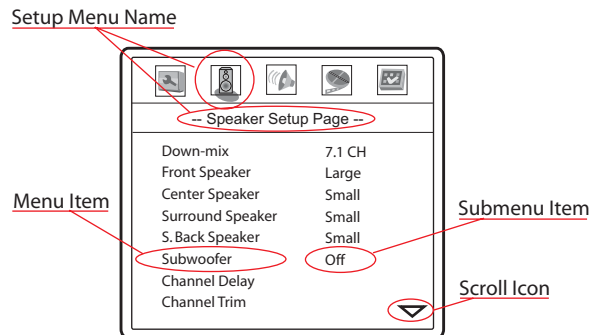 Setup Menu Name
-- Speaker Setup Page --
Down-mix 7.1 CH
Front Speaker Large
Center Speaker Small
Surround Speaker Small
S. Back Speaker Small
Subwoofer Off
Channel Delay
Channel Trim
Menu Item
Submenu Item
Scroll Icon